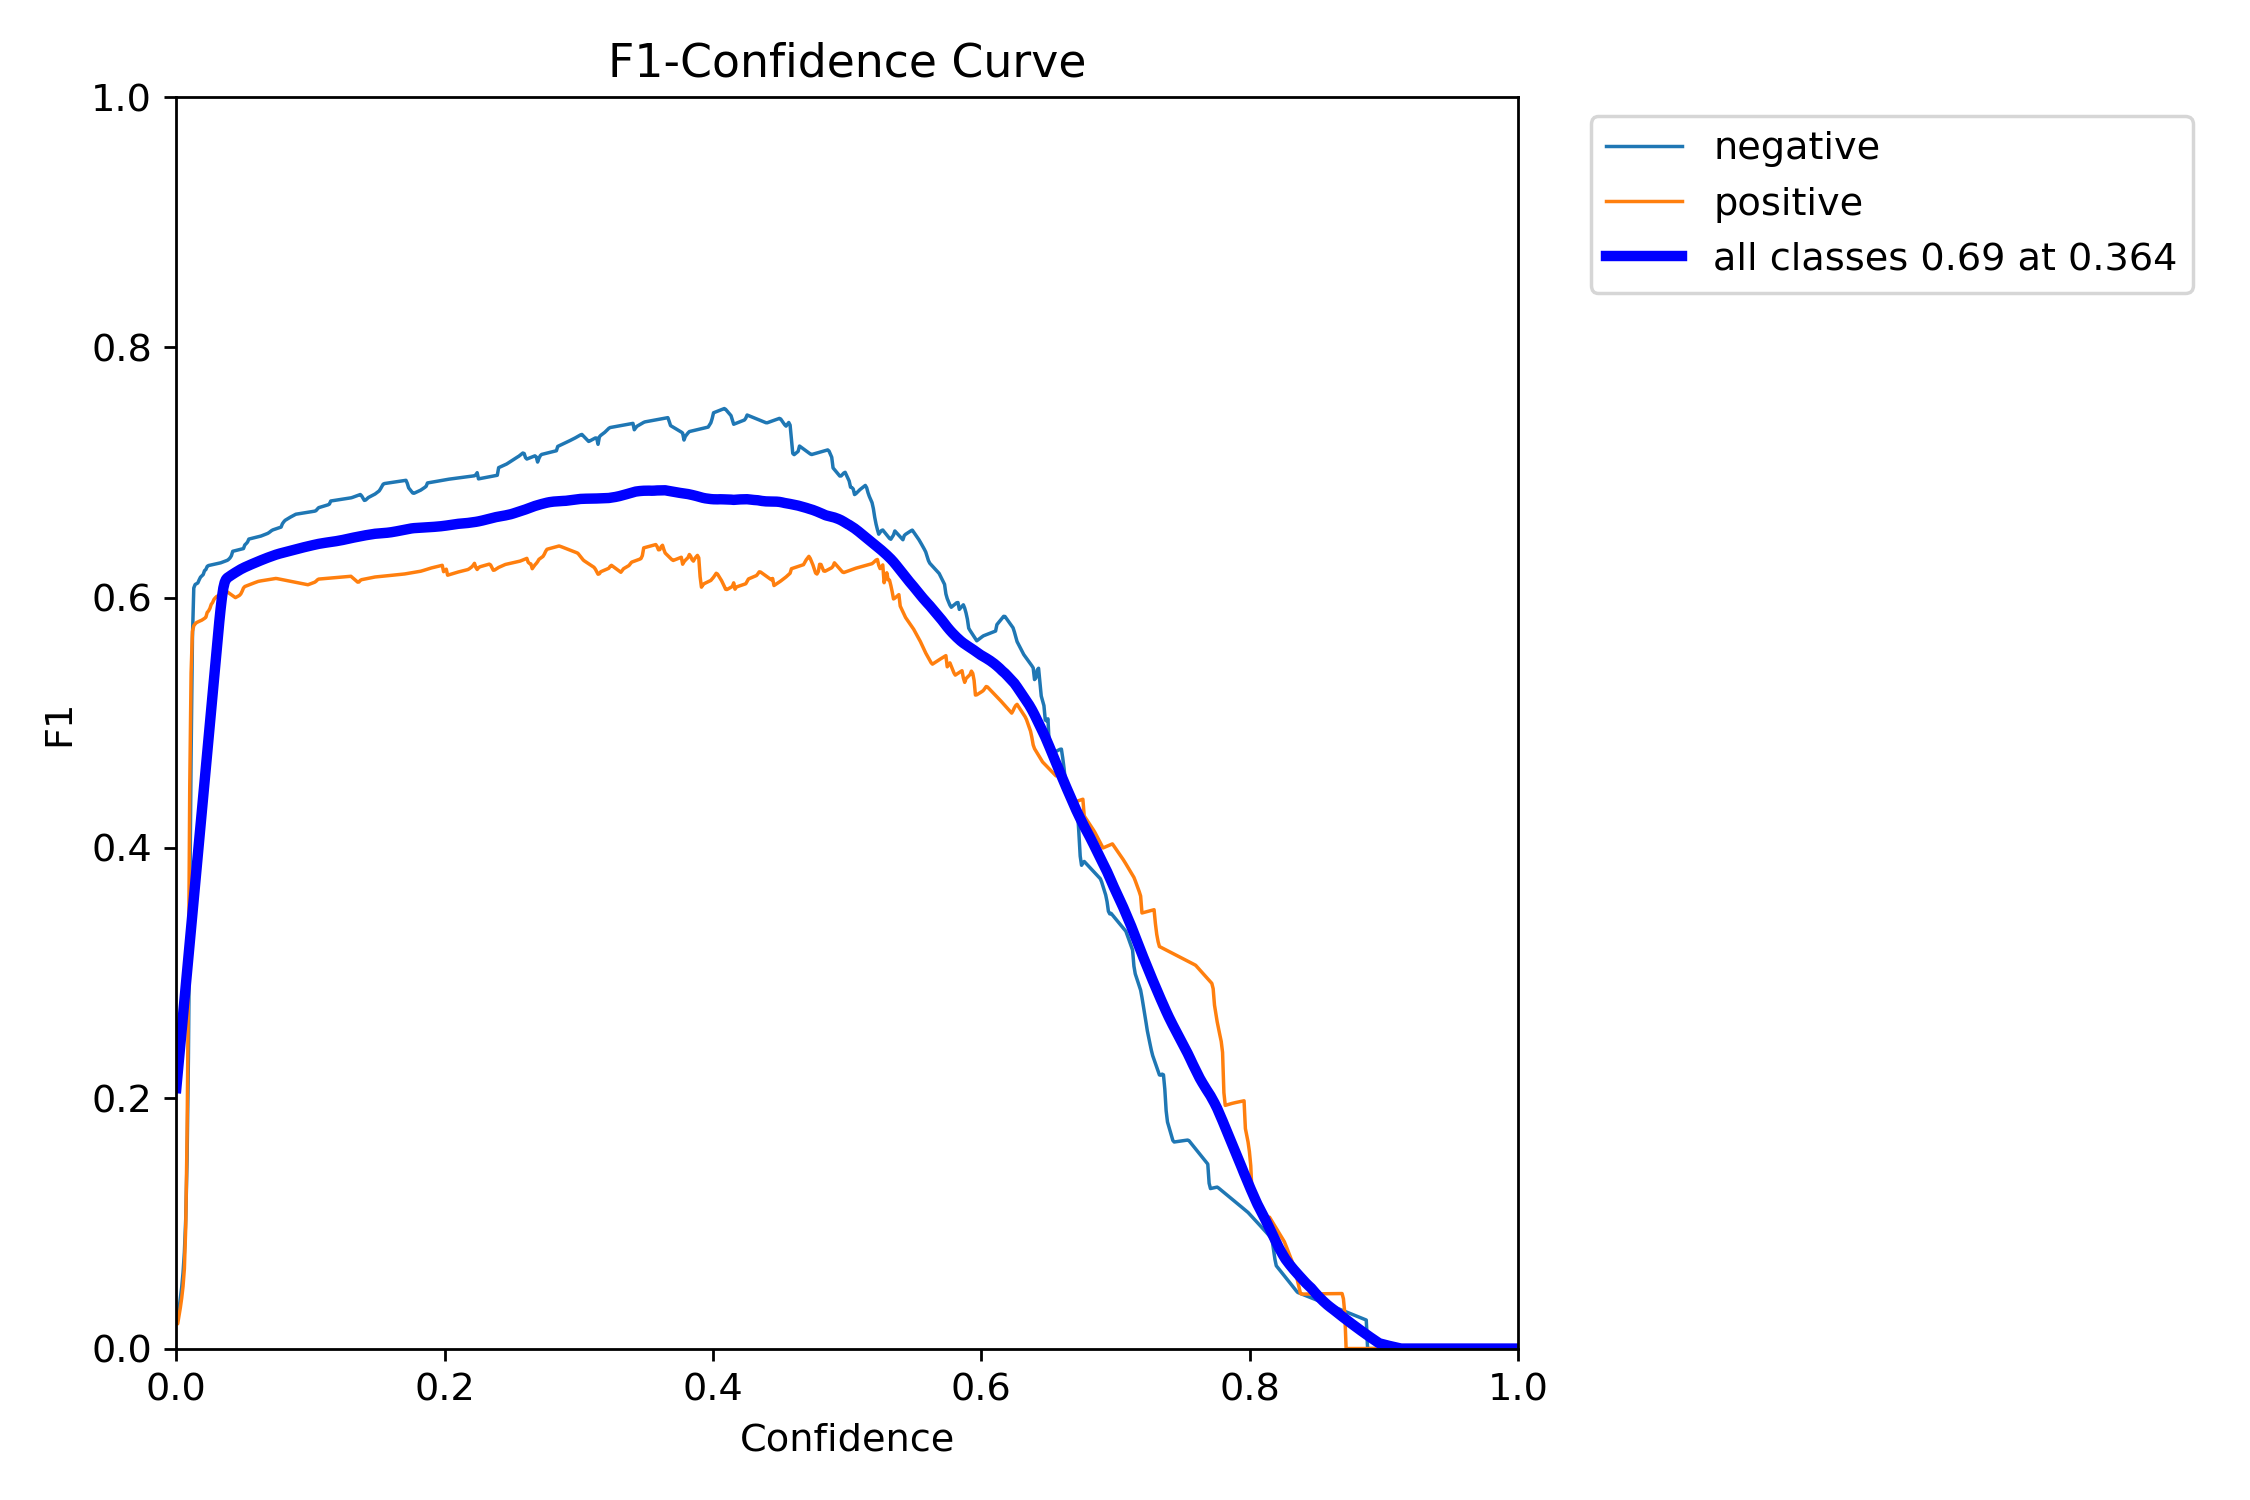 F1-Confidence Curve
1.0
0.8
0.6
0.4
0.2
0.0
F1
0.0 0.2 0.4 0.6 0.8 1.0
Confidence
negative
positive
all classes 0.69 at 0.364